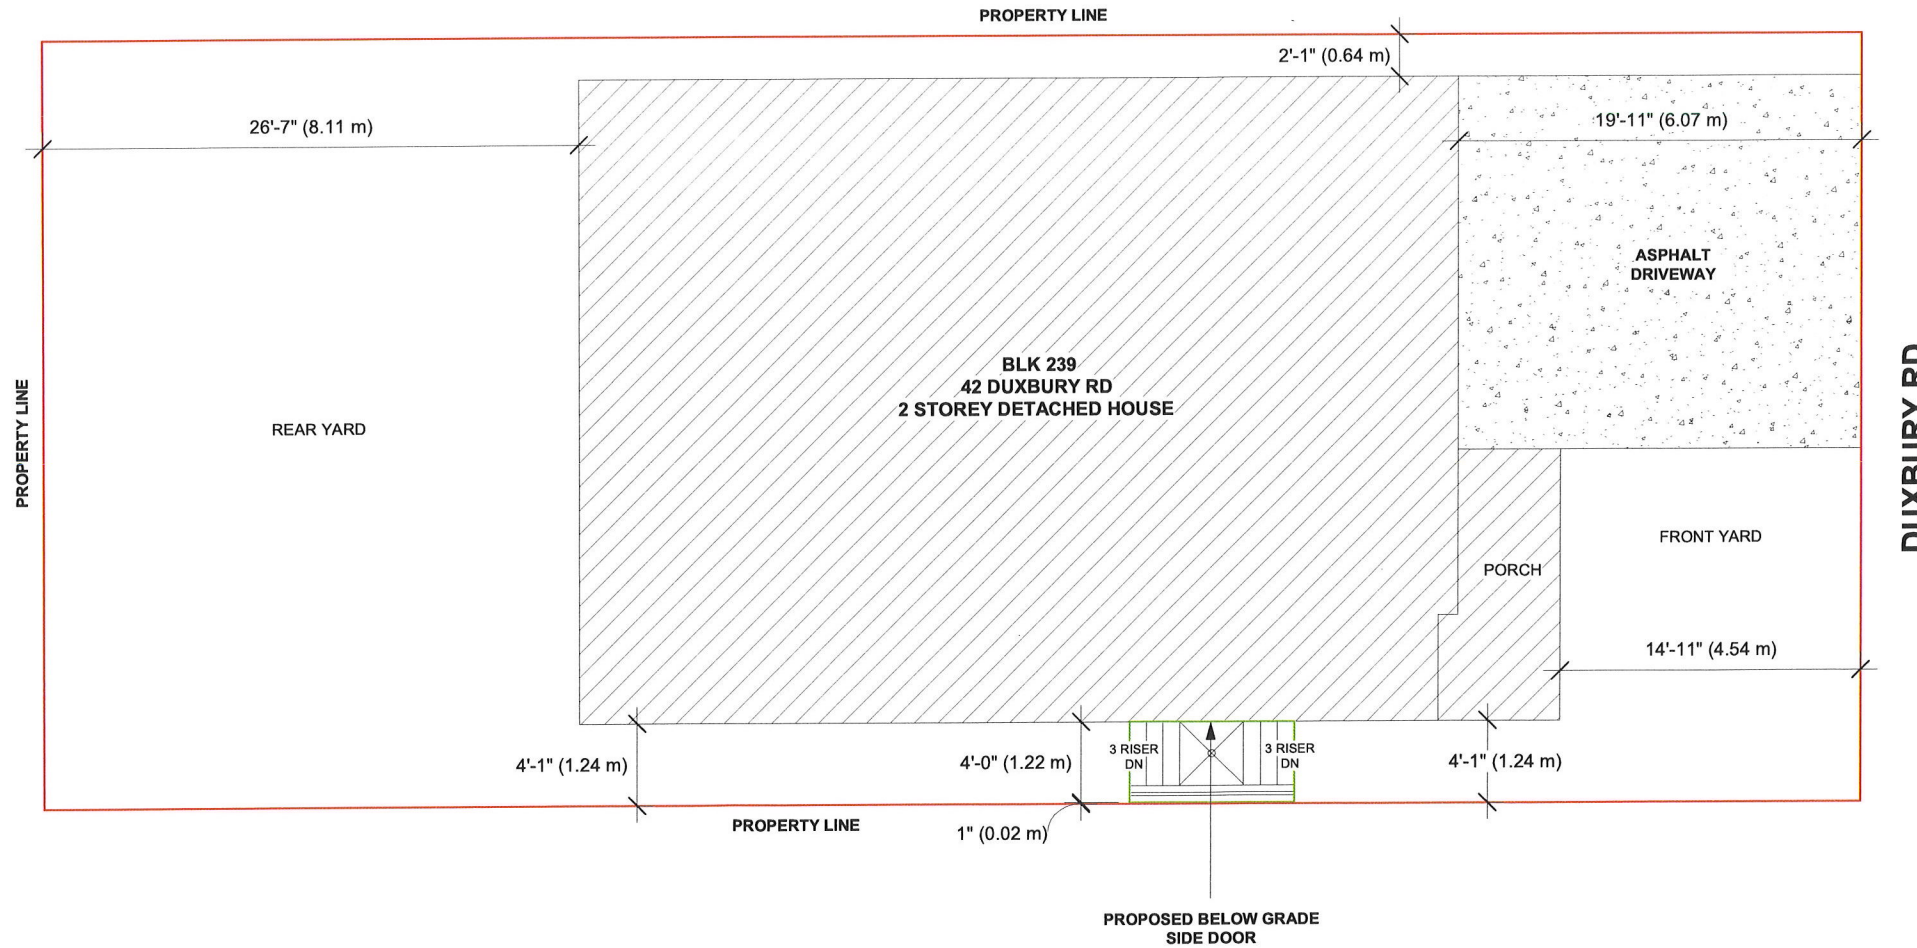 PROPERTY LINE
2'-1" (0.64 m)
26'-7" (8.11 m)
19'-11" (6.07 m)
ASPHALT
DRIVEWAY
BLK 239
42 DUXBURY RD
2 STOREY DETACHED HOUSE
DUXBURY RD
PROPERTY LINE
REAR YARD
FRONT YARD
PORCH
14'-11" (4.54 m)
4'-1" (1.24 m)
4'-0" (1.22 m)
3 RISER
DN
3 RISER
DN
4'-1" (1.24 m)
PROPERTY LINE
1" (0.02 m)
PROPOSED BELOW GRADE
SIDE DOOR